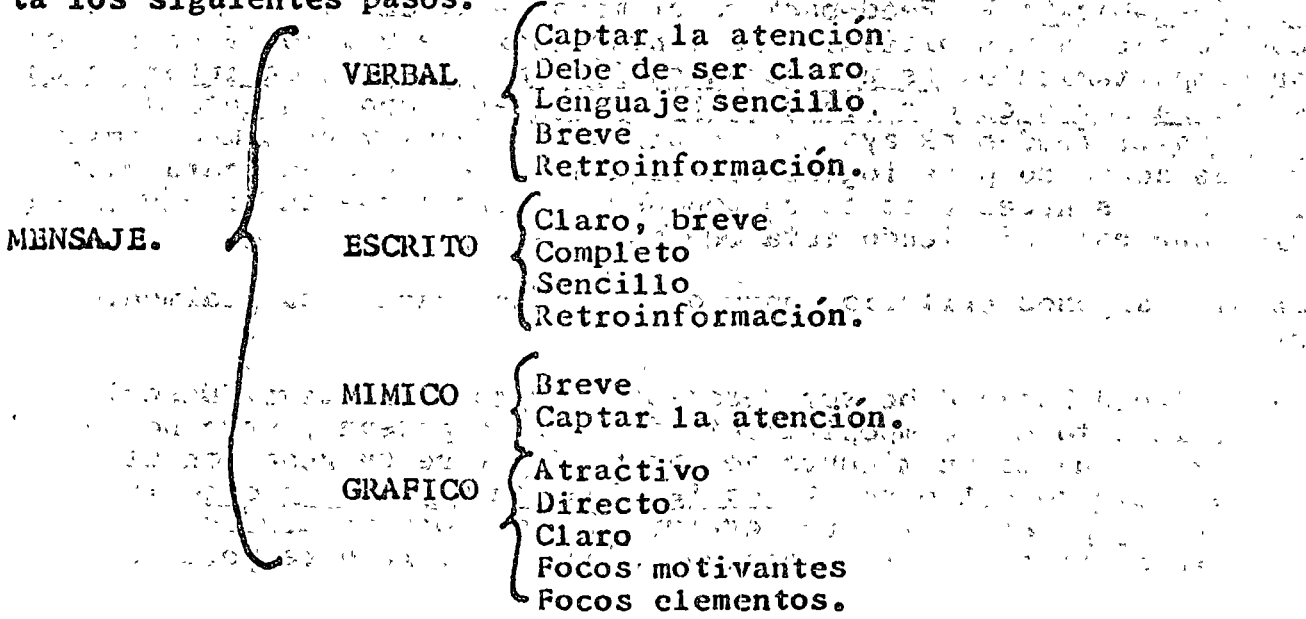 ta los siguientes pasos.
Captar la atención
VERBAL Debe de ser claro
Lenguaje sencillo.
Breve
Retroinformación.
MENSAJE. ESCRITO Claro, breve
Completo
Sencillo
Retroinformación.
MIMICO Breve
Captar la atención.
GRAFICO Atractivo
Directo
Claro
Focos motivantes
Focos elementos.